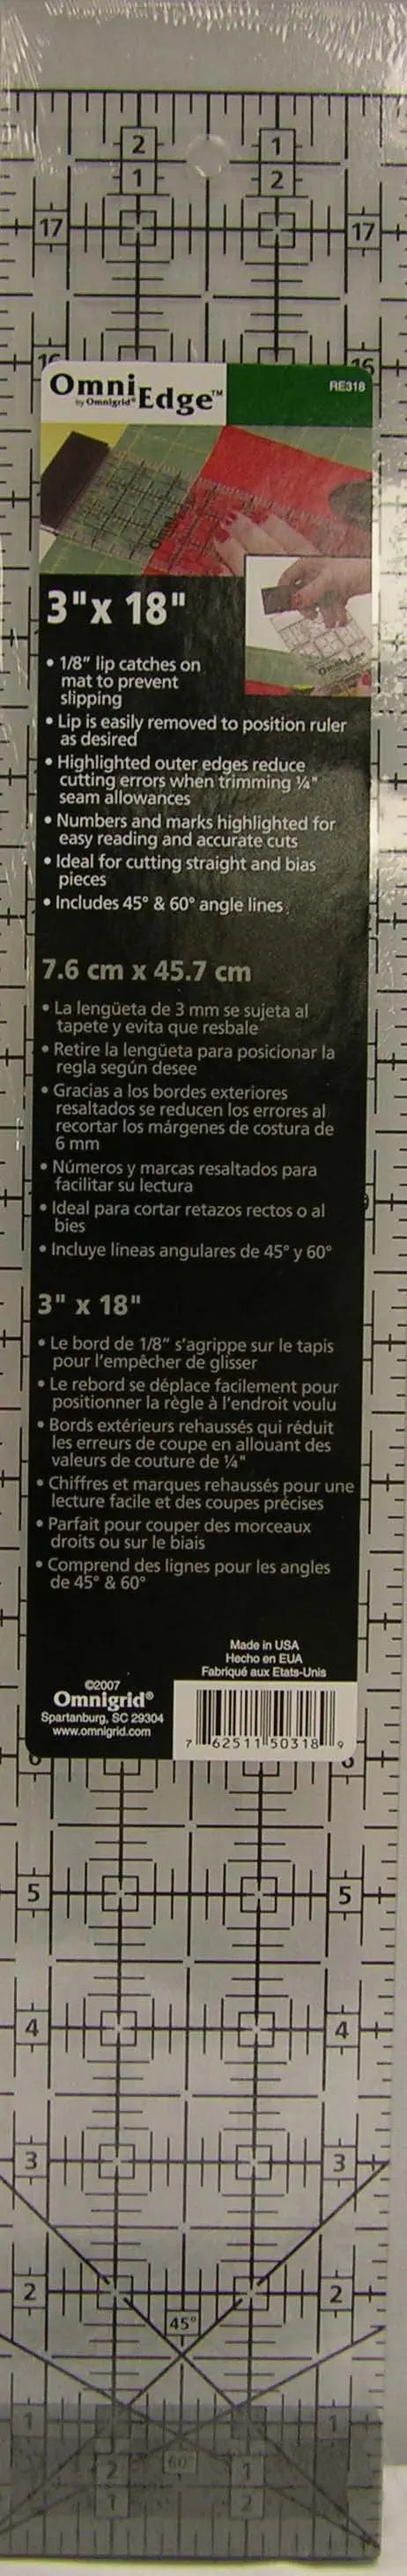 2 1
1 2
17 17
16 16
Omni Edge™
by Omnigrid®
RE318
3"x 18"
• 1/8" lip catches on
mat to prevent
slipping
• Lip is easily removed to position ruler
as desired
• Highlighted outer edges reduce
cutting errors when trimming ¼"
seam allowances
• Numbers and marks highlighted for
easy reading and accurate cuts
• Ideal for cutting straight and bias
pieces
• Includes 45° & 60° angle lines.
7.6 cm x 45.7 cm
• La lengüeta de 3 mm se sujeta al
tapete y evita que resbale
• Retire la lengüeta para posicionar la
regla según desee
• Gracias a los bordes exteriores
resaltados se reducen los errores al
recortar los márgenes de costura de
6 mm
• Números y marcas resaltados para
facilitar su lectura
• Ideal para cortar retazos rectos o al
bies
• Incluye líneas angulares de 45° y 60°
3" x 18"
• Le bord de 1/8" s'agrippe sur le tapis
pour l'empêcher de glisser
• Le rebord se déplace facilement pour
positionner la règle à l'endroit voulu
• Bords extérieurs rehaussés qui réduit
les erreurs de coupe en allouant des
valeurs de couture de ¼"
• Chiffres et marques rehaussés pour une
lecture facile et des coupes précises
• Parfait pour couper des morceaux
droits ou sur le biais
• Comprend des lignes pour les angles
de 45° & 60°
Made in USA
Hecho en EUA
Fabriqué aux Etats-Unis
©2007
Omnigrid®
Spartanburg, SC 29304
www.omnigrid.com
7 62511 50318 9
6 6
5 5
4 4
3 3
2 2
45°
1 1
60°
2 1
1 2